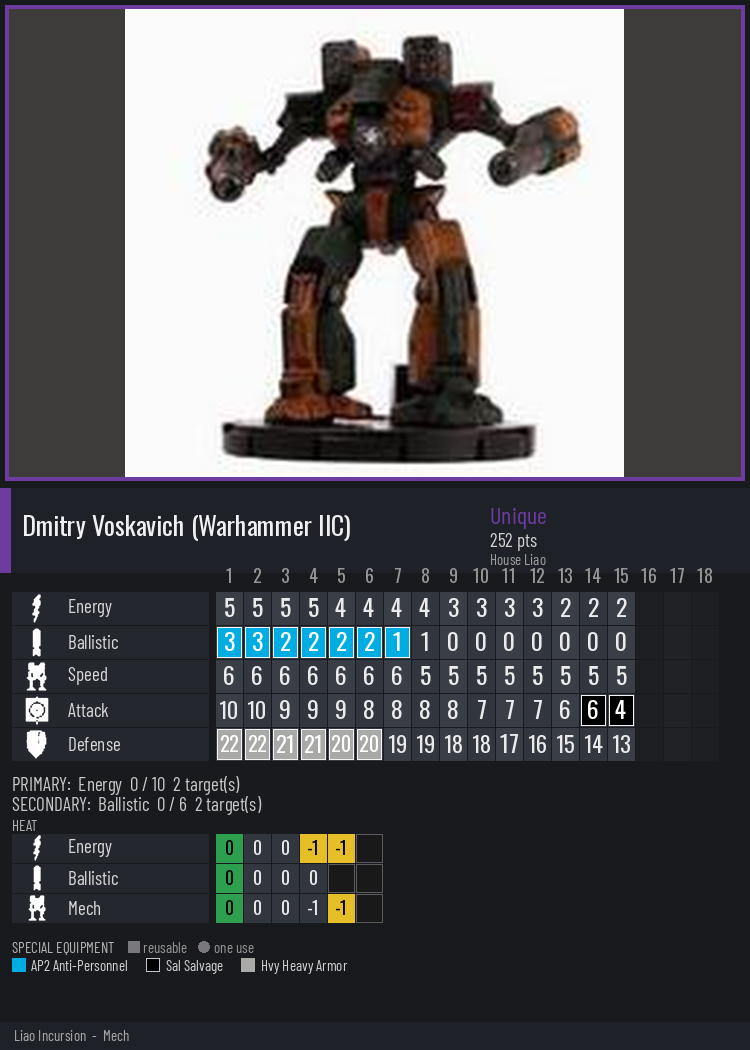 Dmitry Voskavich (Warhammer IIC)
Unique
252 pts
House Liao
1 2 3 4 5 6 7 8 9 10 11 12 13 14 15 16 17 18
Energy 5 5 5 5 4 4 4 4 3 3 3 3 2 2 2
Ballistic 3 3 2 2 2 2 1 1 0 0 0 0 0 0 0
Speed 6 6 6 6 6 6 6 5 5 5 5 5 5 5 5
Attack 10 10 9 9 9 8 8 8 8 7 7 7 6 6 4
Defense 22 22 21 21 20 20 19 19 18 18 17 16 15 14 13
PRIMARY: Energy 0 / 10 2 target(s)
SECONDARY: Ballistic 0 / 6 2 target(s)
HEAT
Energy 0 0 0 -1 -1
Ballistic 0 0 0 0
Mech 0 0 0 -1 -1
SPECIAL EQUIPMENT reusable one use
AP2 Anti-Personnel Sal Salvage Hvy Heavy Armor
Liao Incursion - Mech